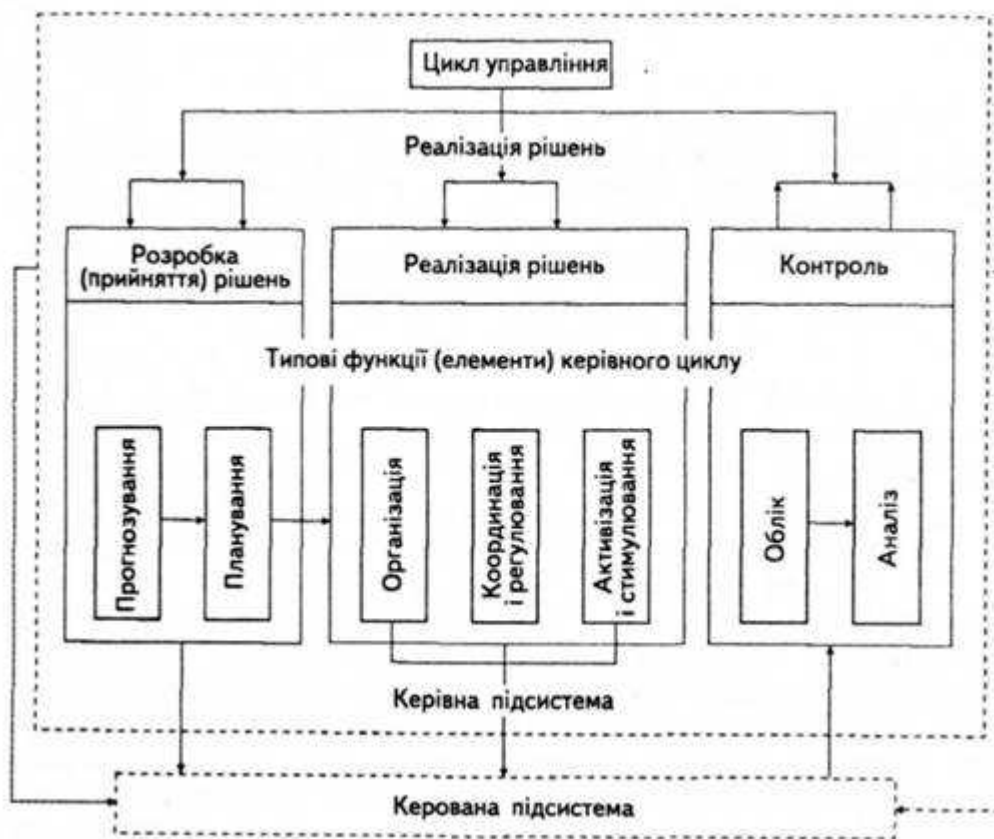 Цикл управління
Реалізація рішень
Розробка
(прийняття) рішень
Реалізація рішень
Контроль
Типові функції (елементи) керівного циклу
Прогнозування
Планування
Організація
Координація
і регулювання
Активізація
і стимулювання
Облік
Аналіз
Керівна підсистема
Керована підсистема